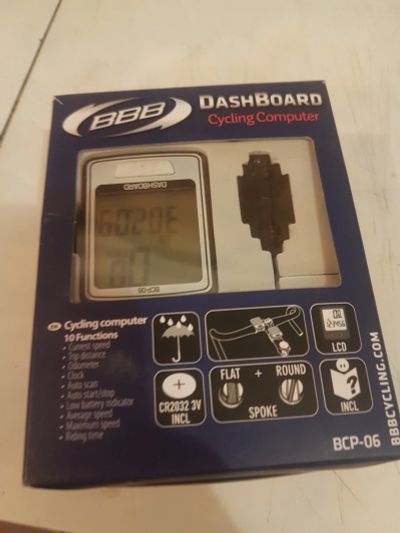 BBB
DASHBOARD
Cycling Computer
DASHBOARD
BCP-06
Cycling computer
10 Functions
• Current speed
• Trip distance
• Odometer
• Clock
• Auto scan
• Auto start/stop
• Low battery indicator
• Average speed
• Maximum speed
• Riding time
LCD
CR2032 3V
INCL
FLAT + ROUND
SPOKE
?
INCL
BCP-06
BBBCYCLING.COM